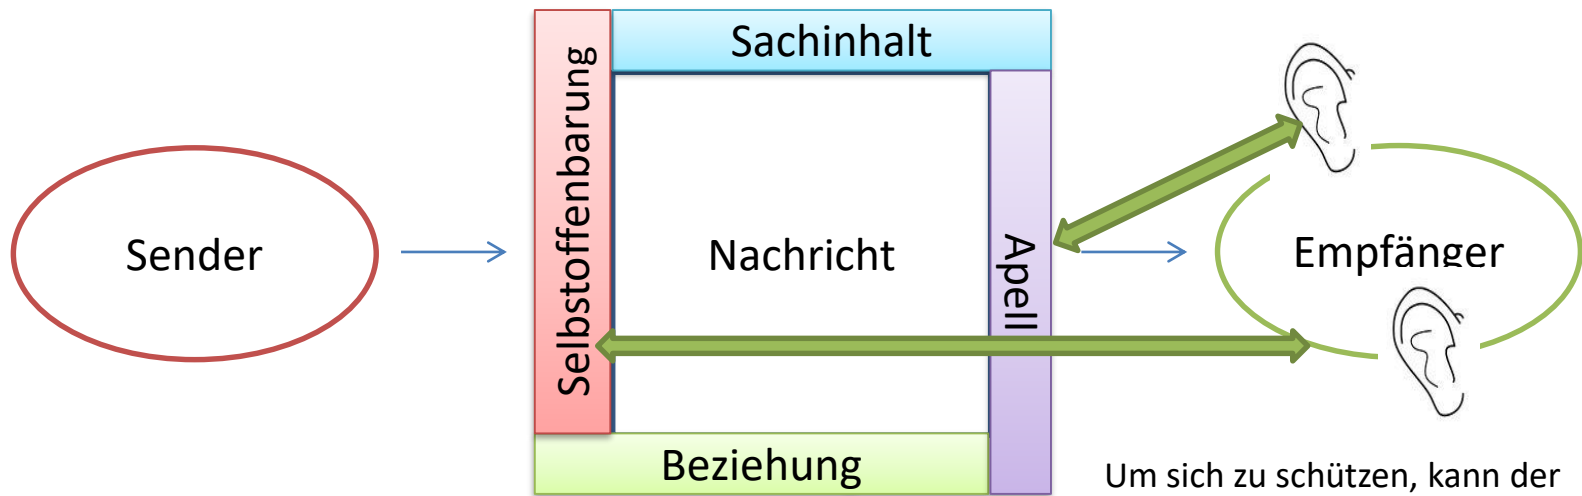 Sachinhalt
Selbstoffenbarung
Sender
Nachricht
Apell
Empfänger
Beziehung
Um sich zu schützen, kann der